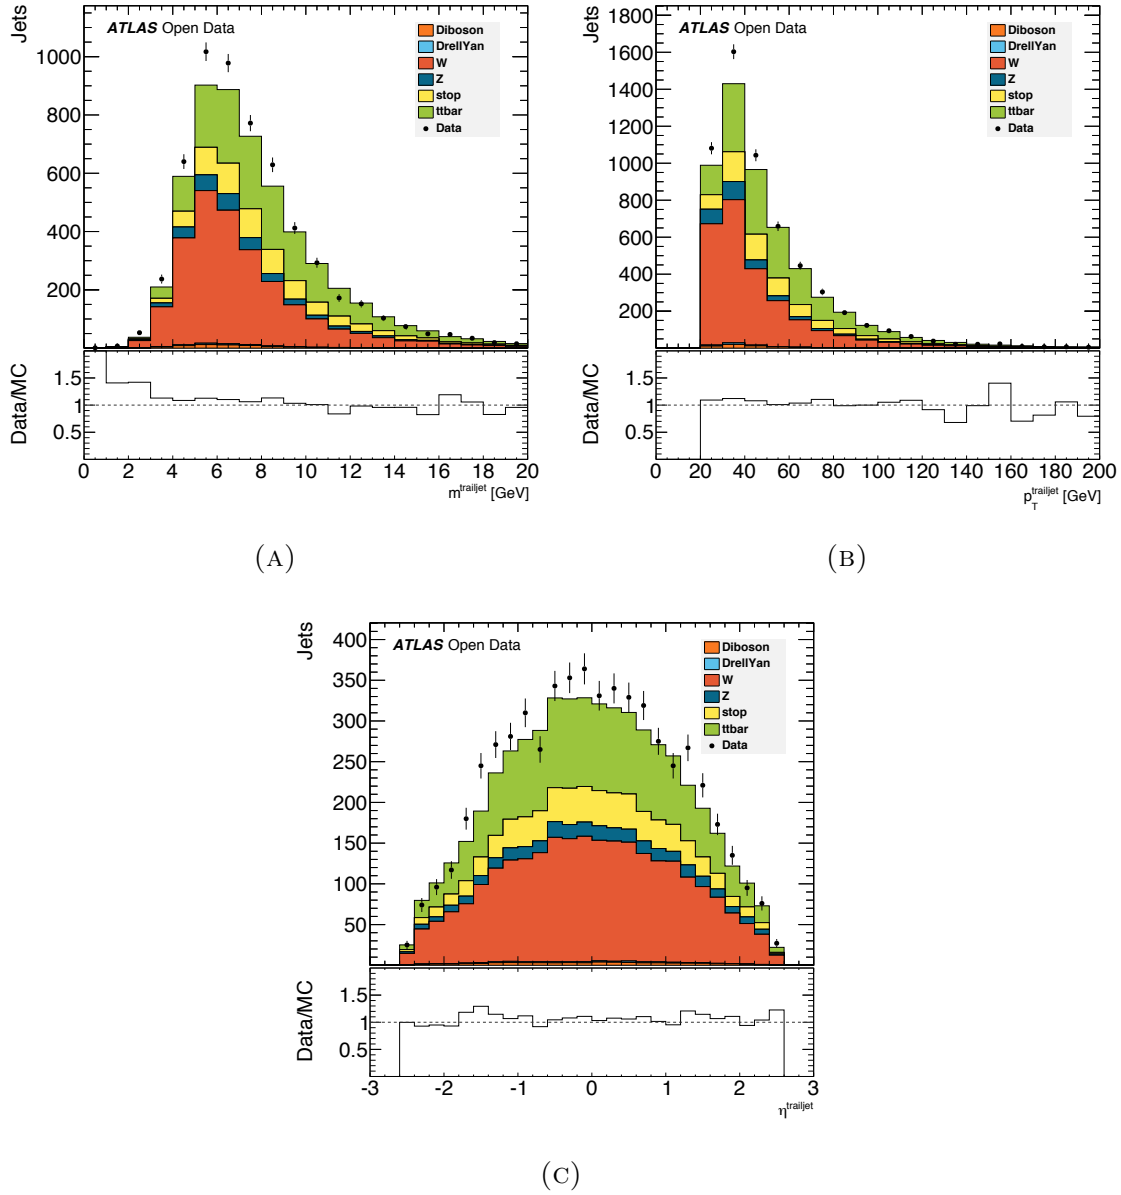 Jets
ATLAS Open Data
Diboson
DrellYan
W
Z
stop
ttbar
Data
1000
800
600
400
200
Data/MC
1.5
1
0.5
0 2 4 6 8 10 12 14 16 18 20
m^trailjet [GeV]
(A)
Jets
ATLAS Open Data
Diboson
DrellYan
W
Z
stop
ttbar
Data
1800
1600
1400
1200
1000
800
600
400
200
Data/MC
1.5
1
0.5
0 20 40 60 80 100 120 140 160 180 200
p_T^trailjet [GeV]
(B)
Jets
ATLAS Open Data
Diboson
DrellYan
W
Z
stop
ttbar
Data
400
350
300
250
200
150
100
50
Data/MC
1.5
1
0.5
-3 -2 -1 0 1 2 3
η^trailjet
(C)